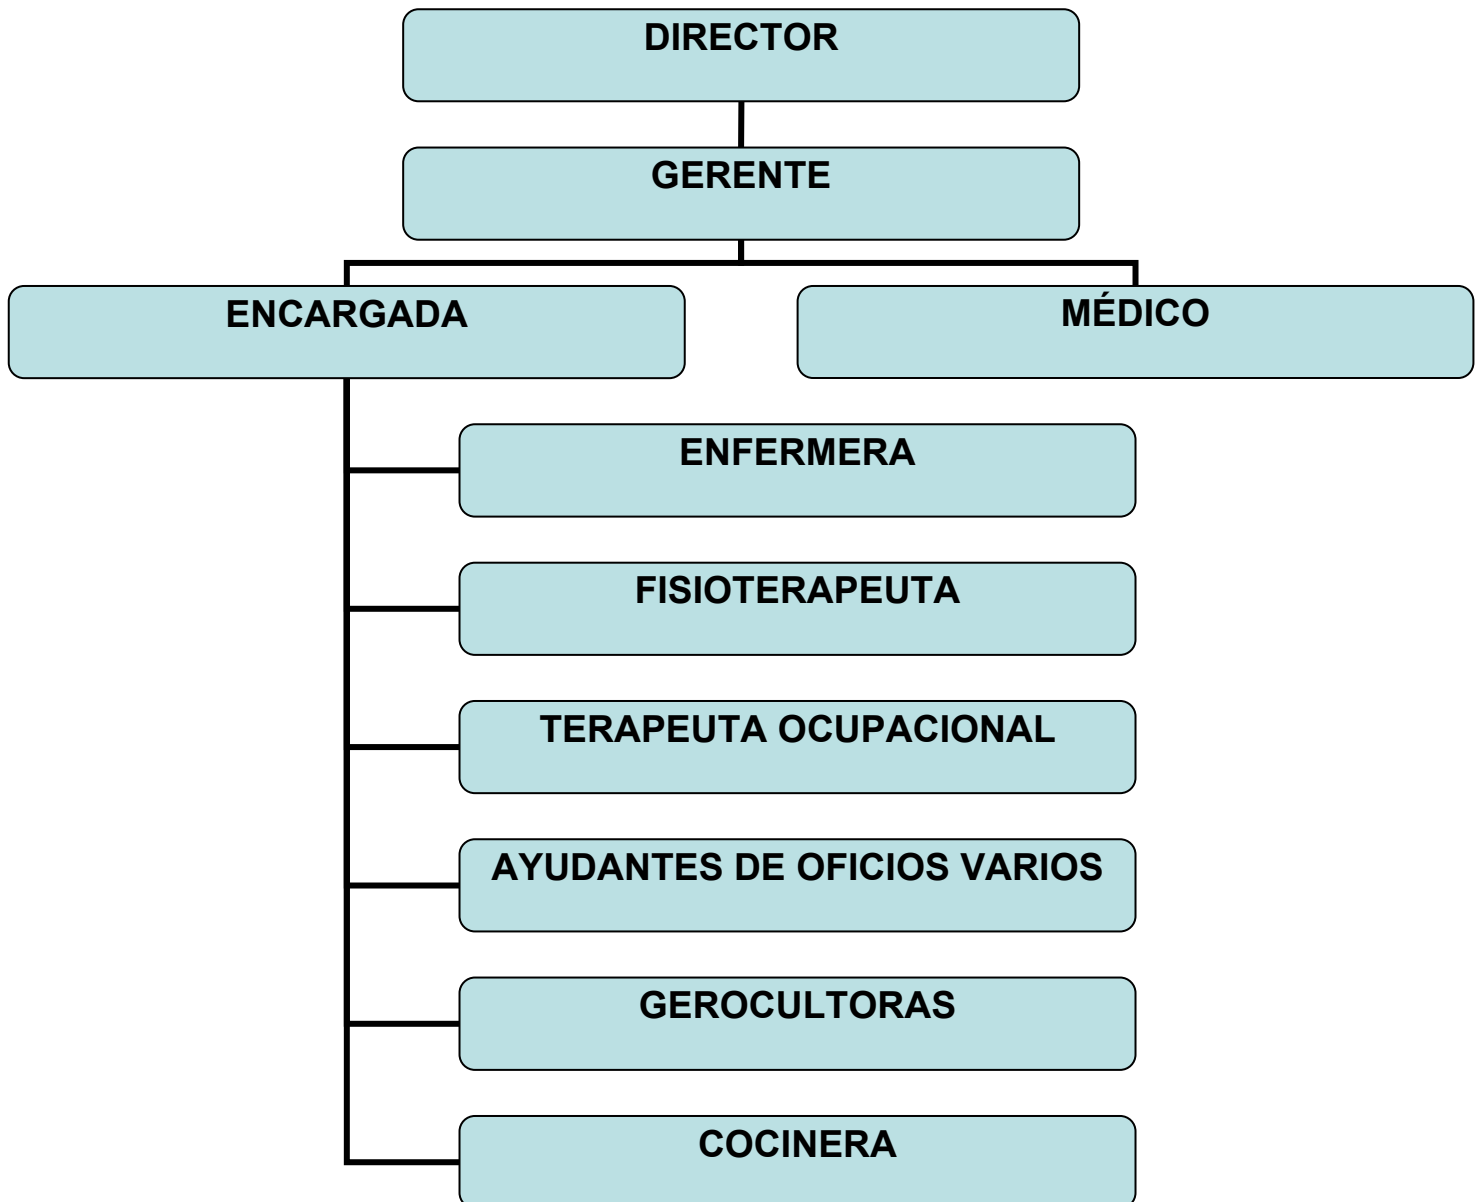 DIRECTOR
GERENTE
ENCARGADA
MÉDICO
ENFERMERA
FISIOTERAPEUTA
TERAPEUTA OCUPACIONAL
AYUDANTES DE OFICIOS VARIOS
GEROCULTORAS
COCINERA